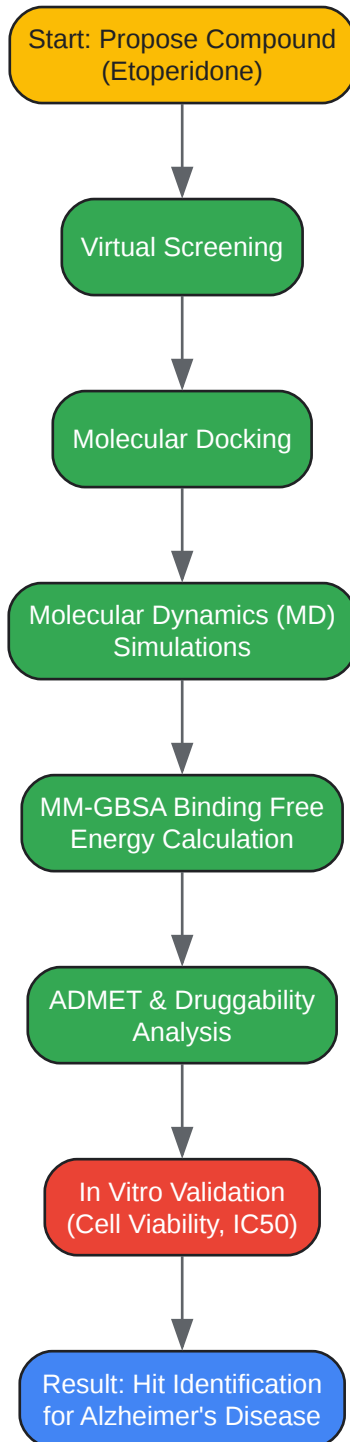 Start: Propose Compound
(Etoperidone)
Virtual Screening
Molecular Docking
Molecular Dynamics (MD)
Simulations
MM-GBSA Binding Free
Energy Calculation
ADMET & Druggability
Analysis
In Vitro Validation
(Cell Viability, IC50)
Result: Hit Identification
for Alzheimer's Disease